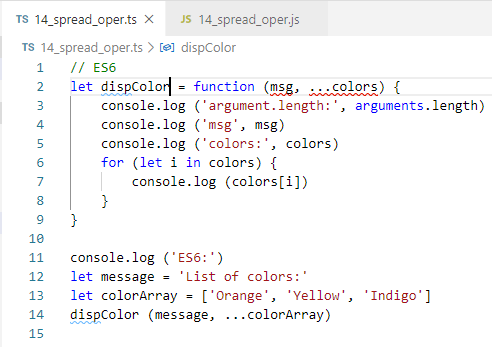 TS 14_spread_oper.ts × JS 14_spread_oper.js
TS 14_spread_oper.ts > dispColor
1 // ES6
2 let dispColor = function (msg, ...colors) {
3 console.log ('argument.length:', arguments.length)
4 console.log ('msg', msg)
5 console.log ('colors:', colors)
6 for (let i in colors) {
7 console.log (colors[i])
8 }
9 }
10
11 console.log ('ES6:')
12 let message = 'List of colors:'
13 let colorArray = ['Orange', 'Yellow', 'Indigo']
14 dispColor (message, ...colorArray)
15